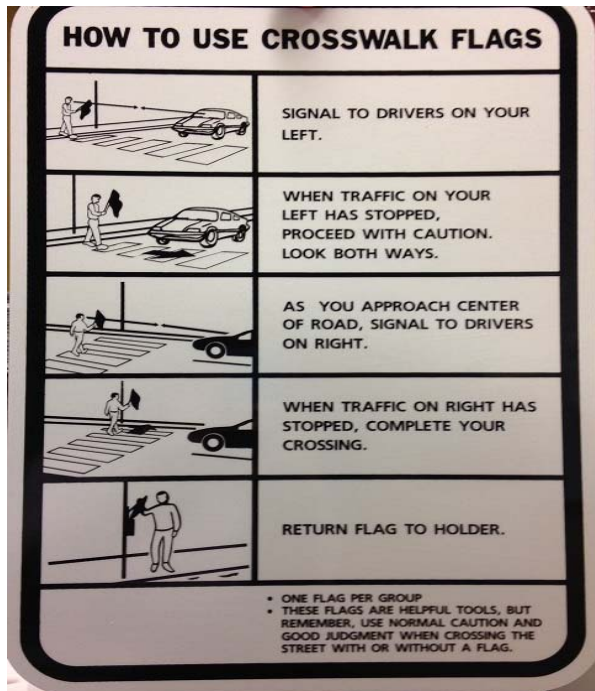 HOW TO USE CROSSWALK FLAGS
SIGNAL TO DRIVERS ON YOUR
LEFT.
WHEN TRAFFIC ON YOUR
LEFT HAS STOPPED,
PROCEED WITH CAUTION.
LOOK BOTH WAYS.
AS YOU APPROACH CENTER
OF ROAD, SIGNAL TO DRIVERS
ON RIGHT.
WHEN TRAFFIC ON RIGHT HAS
STOPPED, COMPLETE YOUR
CROSSING.
RETURN FLAG TO HOLDER.
• ONE FLAG PER GROUP
• THESE FLAGS ARE HELPFUL TOOLS, BUT
REMEMBER, USE NORMAL CAUTION AND
GOOD JUDGMENT WHEN CROSSING THE
STREET WITH OR WITHOUT A FLAG.